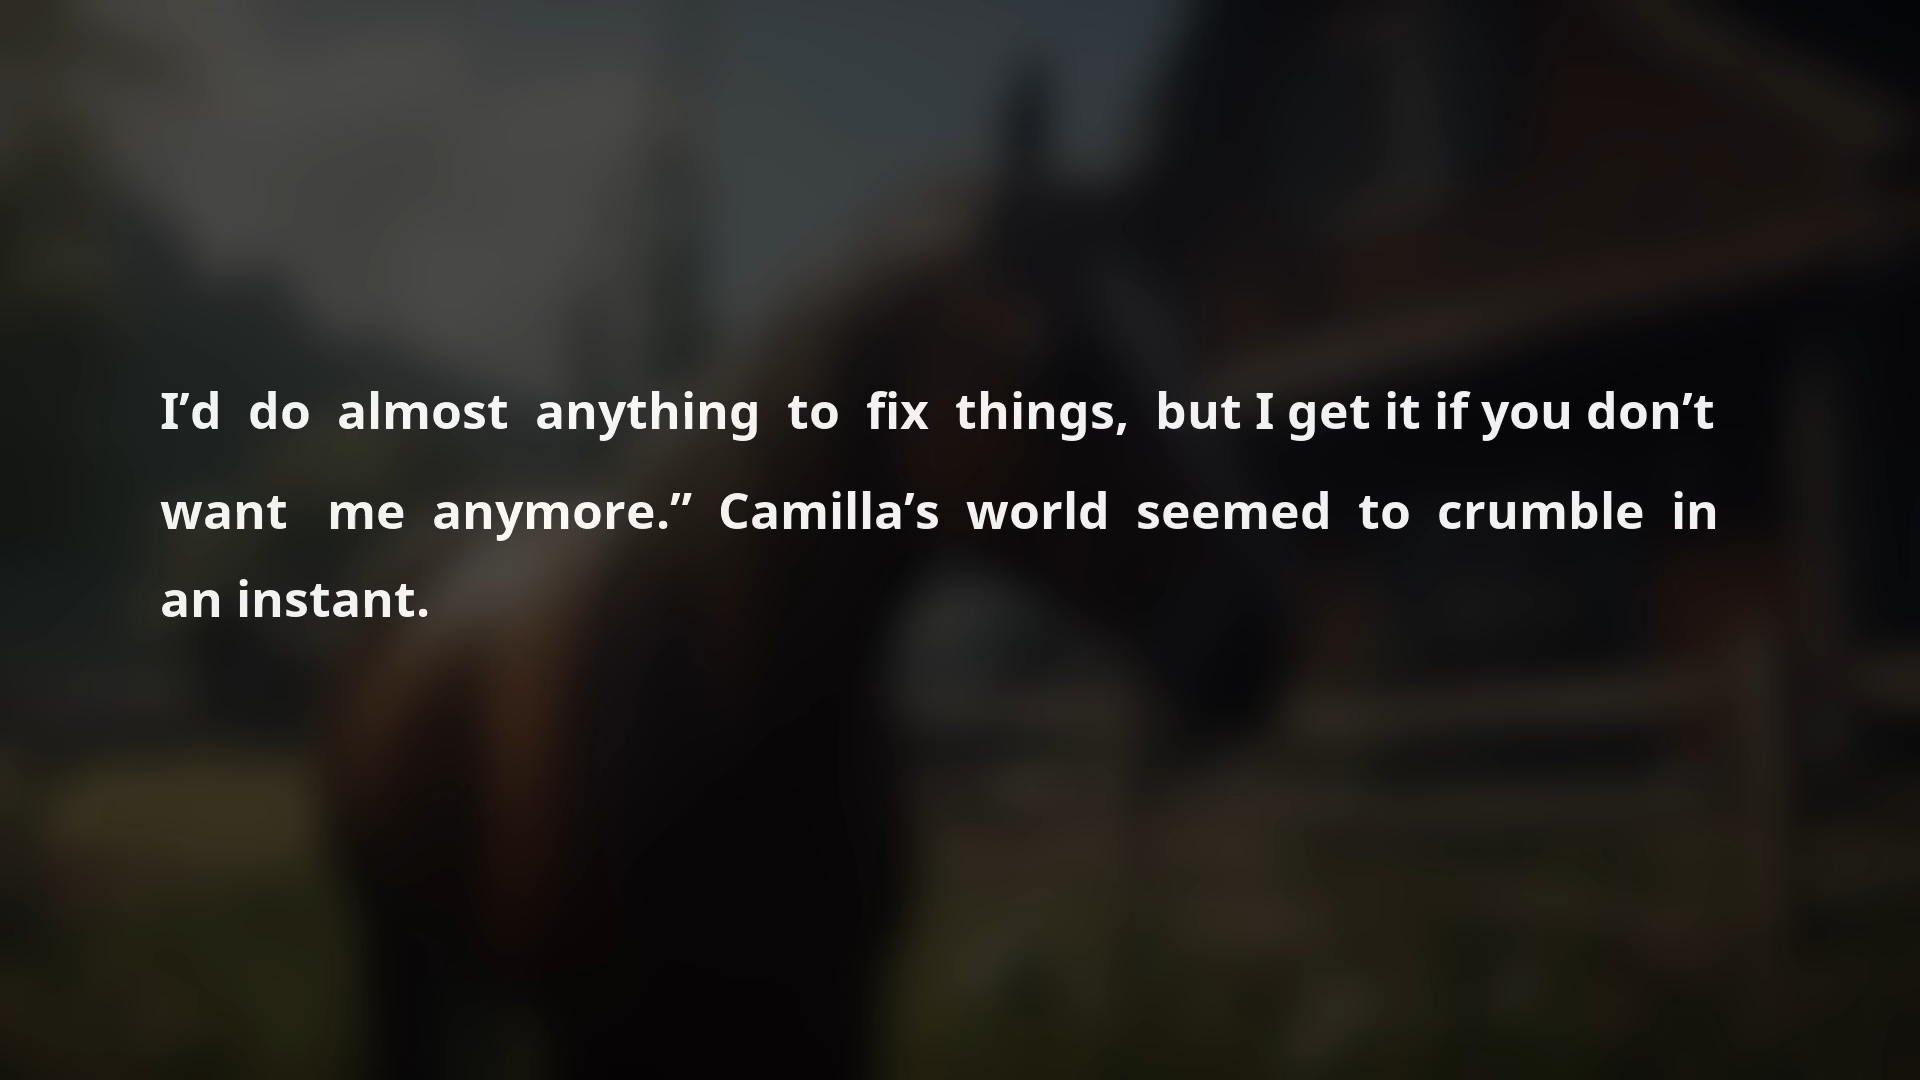 I’d do almost anything to fix things, but I get it if you don’t
want me anymore.” Camilla’s world seemed to crumble in
an instant.